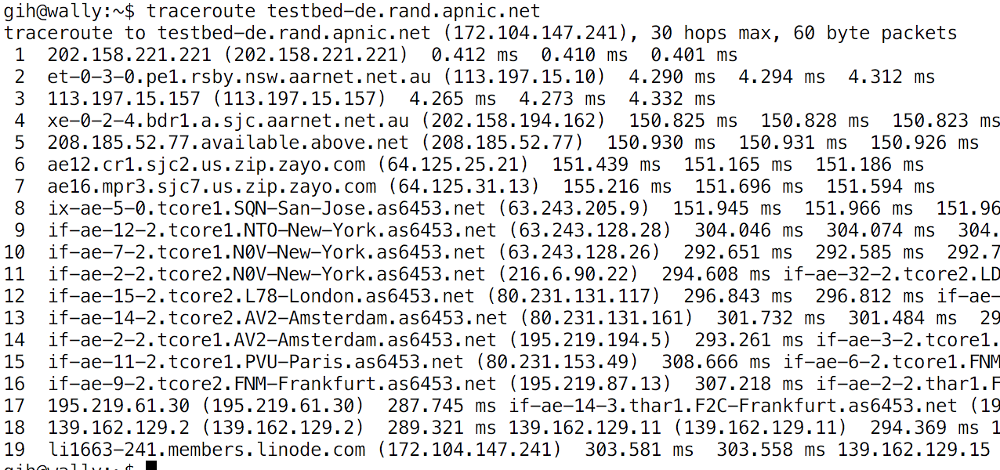 gih@wally:~$ traceroute testbed-de.rand.apnic.net
traceroute to testbed-de.rand.apnic.net (172.104.147.241), 30 hops max, 60 byte packets
1 202.158.221.221 (202.158.221.221) 0.412 ms 0.410 ms 0.401 ms
2 et-0-3-0.pe1.rsby.nsw.aarnet.net.au (113.197.15.10) 4.290 ms 4.294 ms 4.312 ms
3 113.197.15.157 (113.197.15.157) 4.265 ms 4.273 ms 4.332 ms
4 xe-0-2-4.bdr1.a.sjc.aarnet.net.au (202.158.194.162) 150.825 ms 150.828 ms 150.823 ms
5 208.185.52.77.available.above.net (208.185.52.77) 150.930 ms 150.931 ms 150.926 ms
6 ae12.cr1.sjc2.us.zip.zayo.com (64.125.25.21) 151.439 ms 151.165 ms 151.186 ms
7 ae16.mpr3.sjc7.us.zip.zayo.com (64.125.31.13) 155.216 ms 151.696 ms 151.594 ms
8 ix-ae-5-0.tcore1.SQN-San-Jose.as6453.net (63.243.205.9) 151.945 ms 151.966 ms 151.96
9 if-ae-12-2.tcore1.NTO-New-York.as6453.net (63.243.128.28) 304.046 ms 304.074 ms 304.
10 if-ae-7-2.tcore1.N0V-New-York.as6453.net (63.243.128.26) 292.651 ms 292.585 ms 292.7
11 if-ae-2-2.tcore2.N0V-New-York.as6453.net (216.6.90.22) 294.608 ms if-ae-32-2.tcore2.LD
12 if-ae-15-2.tcore2.L78-London.as6453.net (80.231.131.117) 296.843 ms 296.812 ms if-ae-
13 if-ae-14-2.tcore2.AV2-Amsterdam.as6453.net (80.231.131.161) 301.732 ms 301.484 ms 29
14 if-ae-2-2.tcore1.AV2-Amsterdam.as6453.net (195.219.194.5) 293.261 ms if-ae-3-2.tcore1.
15 if-ae-11-2.tcore1.PVU-Paris.as6453.net (80.231.153.49) 308.666 ms if-ae-6-2.tcore1.FNM
16 if-ae-9-2.tcore2.FNM-Frankfurt.as6453.net (195.219.87.13) 307.218 ms if-ae-2-2.thar1.F
17 195.219.61.30 (195.219.61.30) 287.745 ms if-ae-14-3.thar1.F2C-Frankfurt.as6453.net (19
18 139.162.129.2 (139.162.129.2) 289.321 ms 139.162.129.11 (139.162.129.11) 294.369 ms 1
19 li1663-241.members.linode.com (172.104.147.241) 303.581 ms 303.558 ms 139.162.129.15
gih@wally:~$